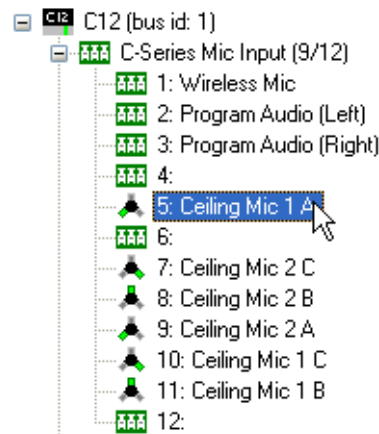 C12 C12 (bus id: 1)
C-Series Mic Input (9/12)
1: Wireless Mic
2: Program Audio (Left)
3: Program Audio (Right)
4:
5: Ceiling Mic 1 A
6:
7: Ceiling Mic 2 C
8: Ceiling Mic 2 B
9: Ceiling Mic 2 A
10: Ceiling Mic 1 C
11: Ceiling Mic 1 B
12: